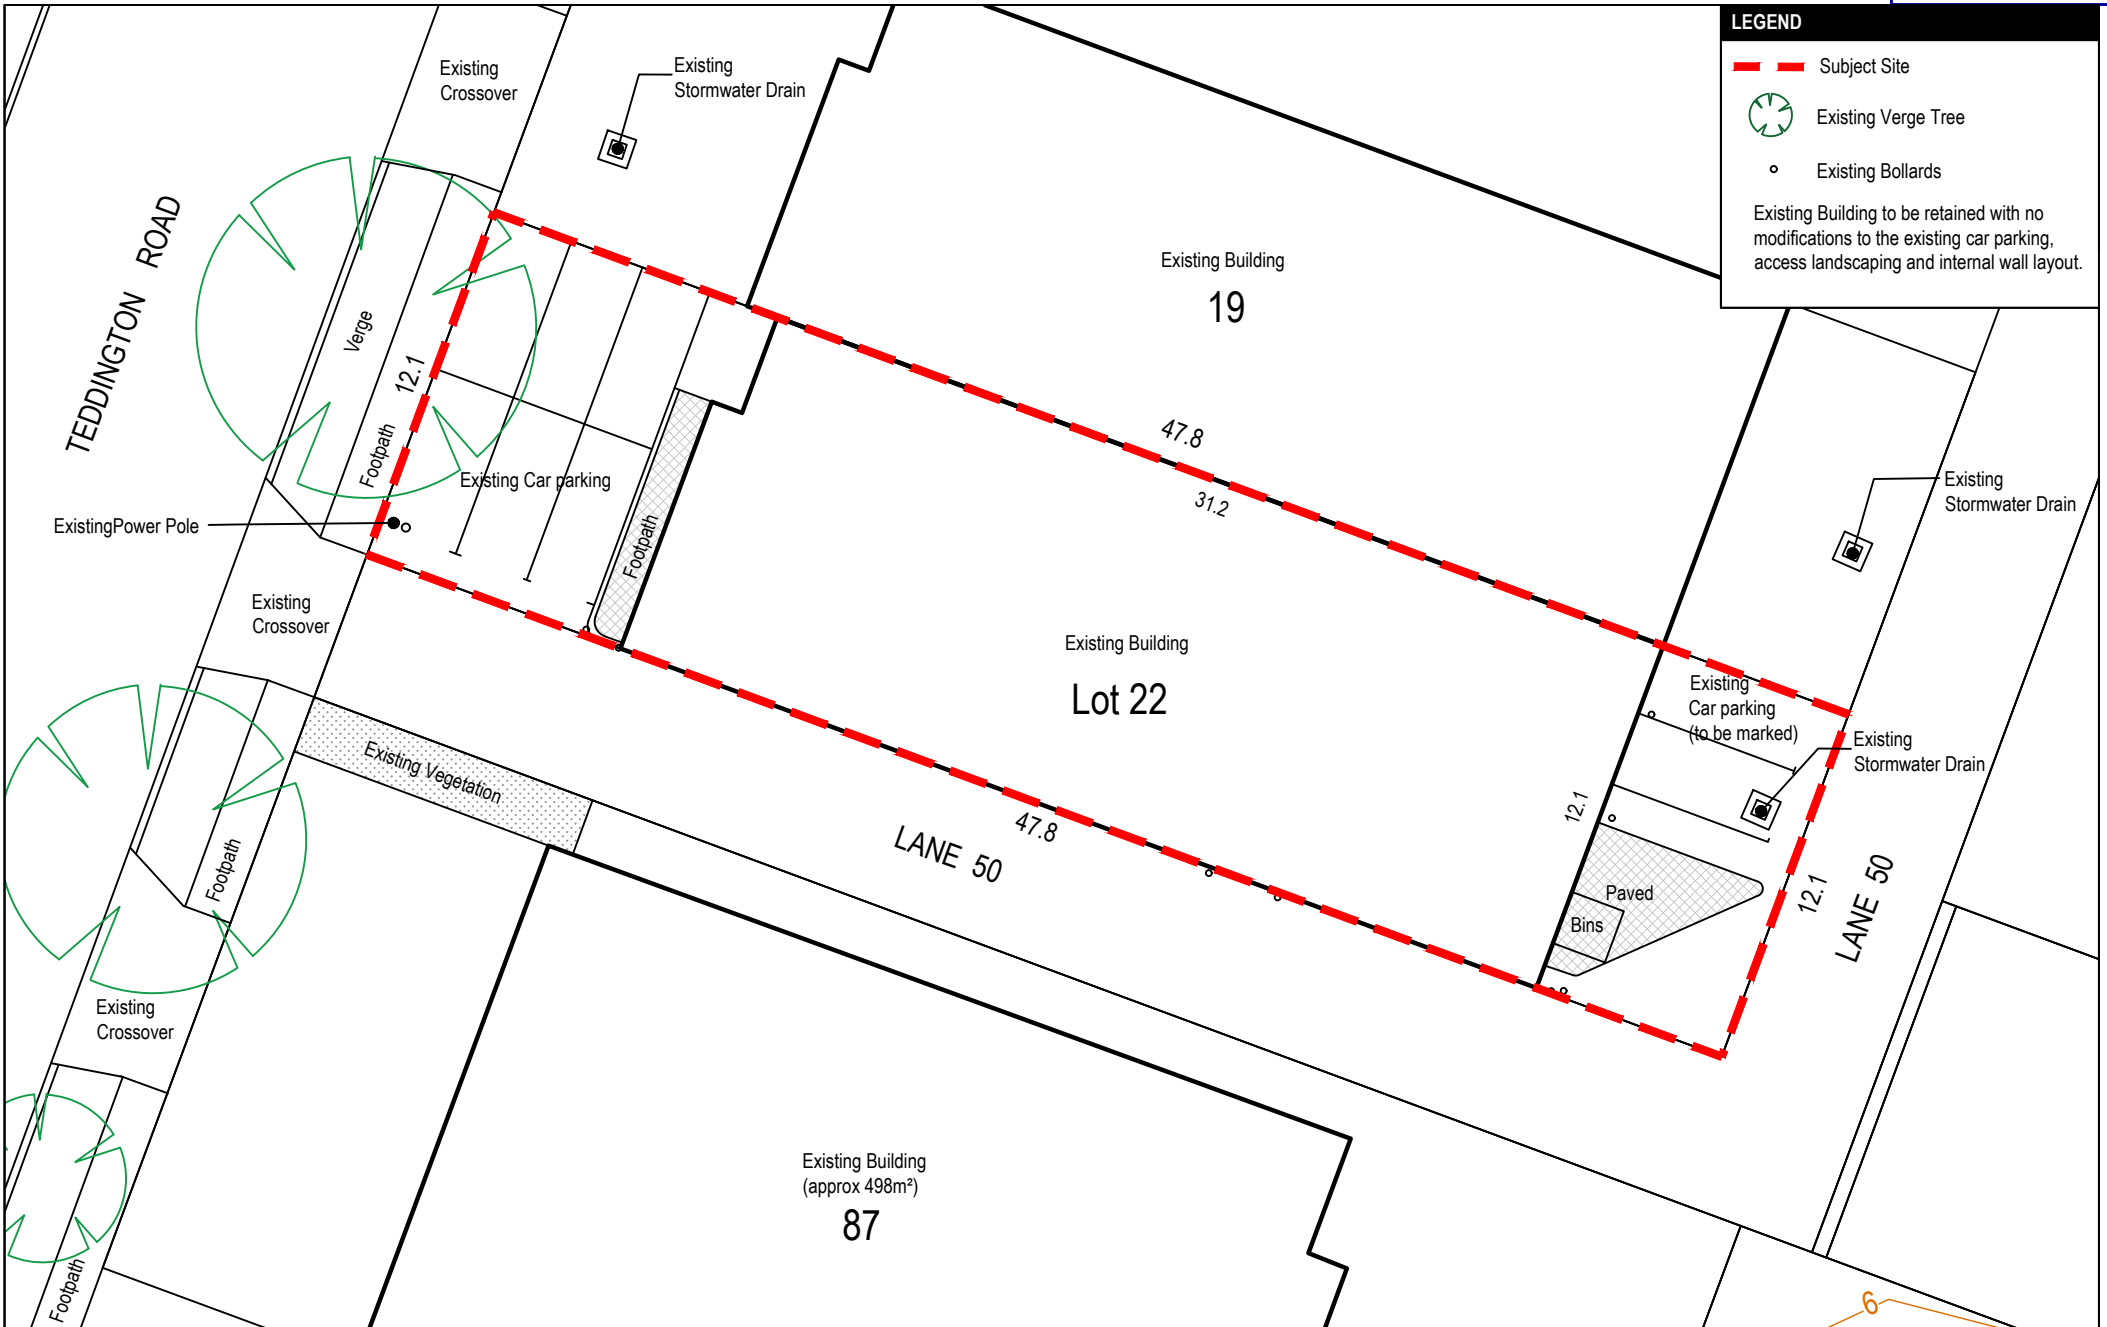 LEGEND
Subject Site
Existing Verge Tree
Existing Bollards
Existing Building to be retained with no
modifications to the existing car parking,
access landscaping and internal wall layout.
Existing
Crossover
Existing
Stormwater Drain
TEDDINGTON ROAD
Verge
12.1
Footpath
Existing Building
19
47.8
31.2
Existing Car parking
ExistingPower Pole
Footpath
Existing
Stormwater Drain
Existing
Crossover
Existing Building
Lot 22
Existing
Car parking
(to be marked)
Existing
Stormwater Drain
Existing Vegetation
47.8
LANE 50
12.1
Paved
Bins
12.1
LANE 50
Footpath
Existing
Crossover
Existing Building
(approx 498m²)
87
Footpath
6